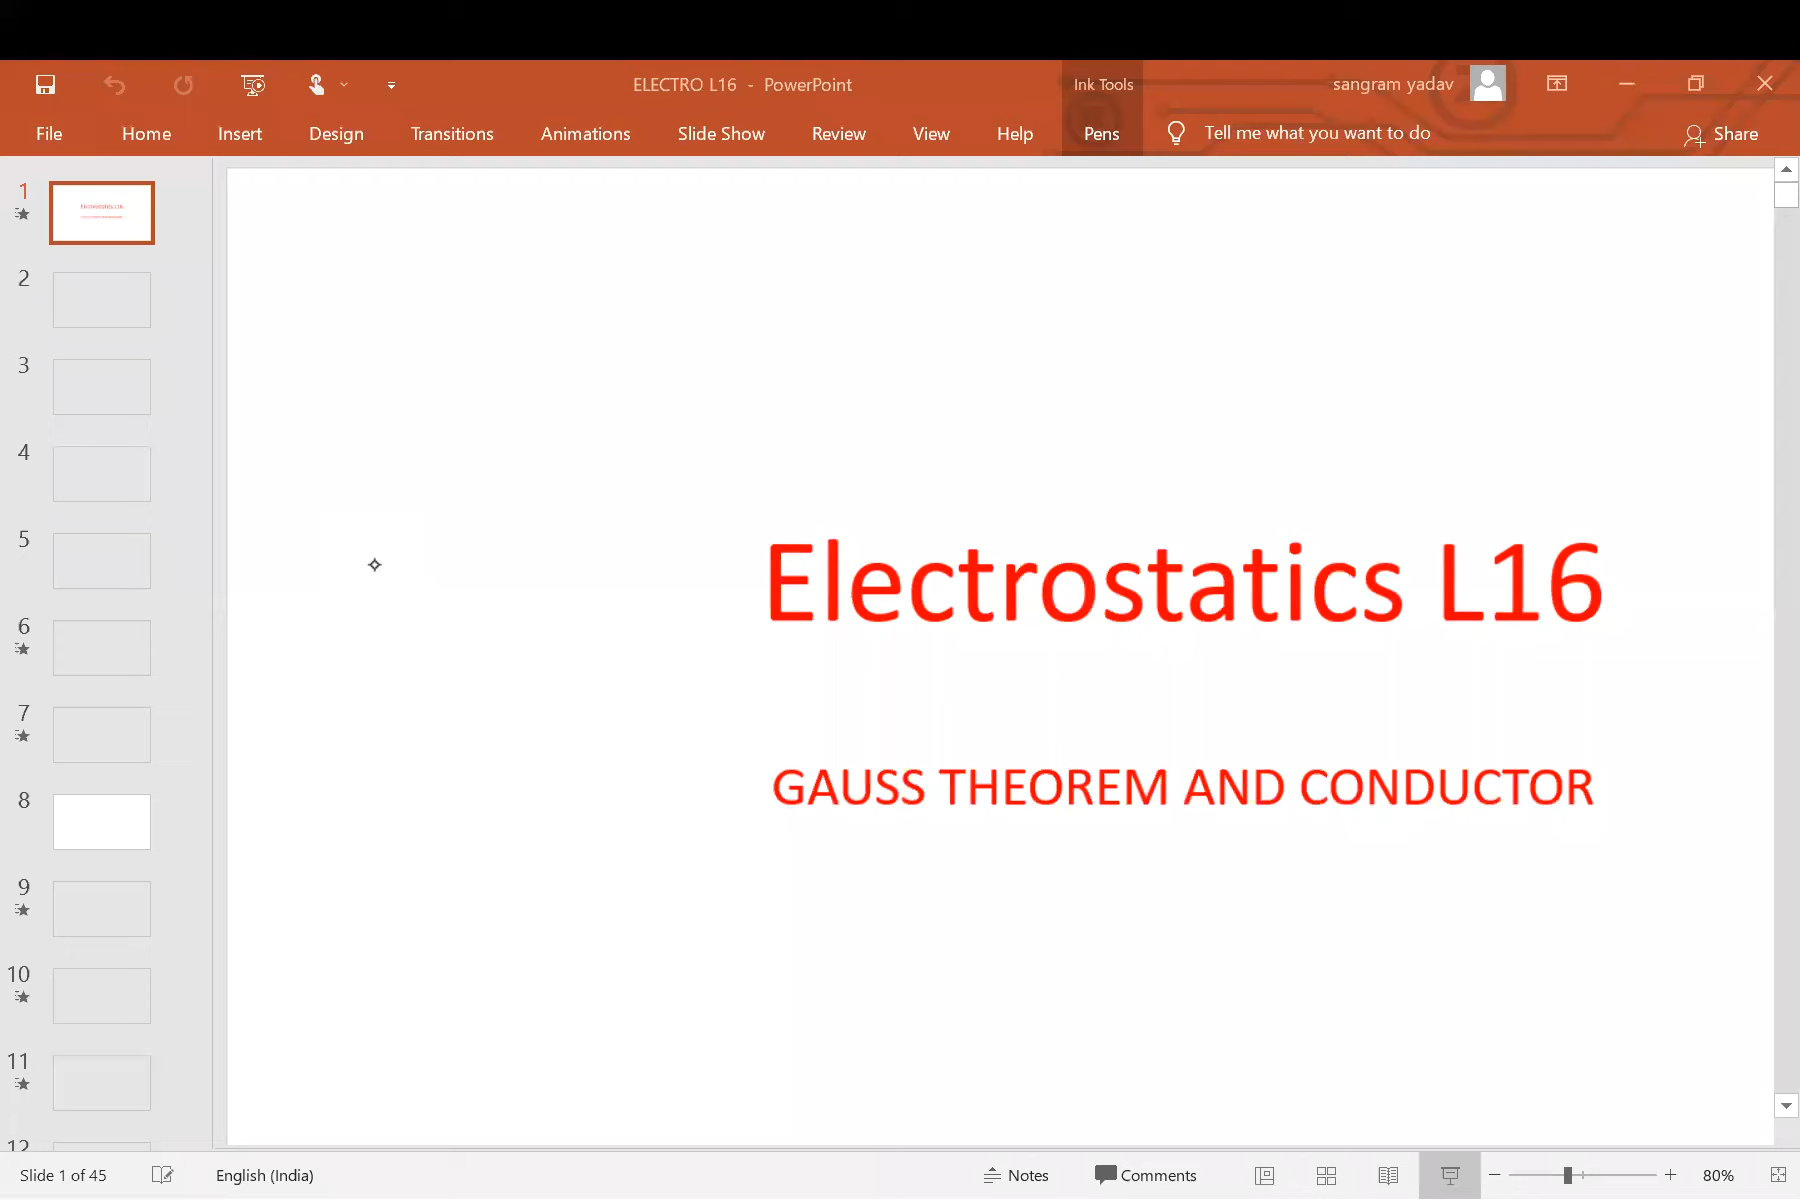 ELECTRO L16 - PowerPoint
Ink Tools
sangram yadav
File Home Insert Design Transitions Animations Slide Show Review View Help Pens Tell me what you want to do Share
1
2
3
4
5
6
7
8
9
10
11
12
Electrostatics L16
GAUSS THEOREM AND CONDUCTOR
Slide 1 of 45 English (India) Notes Comments 80%